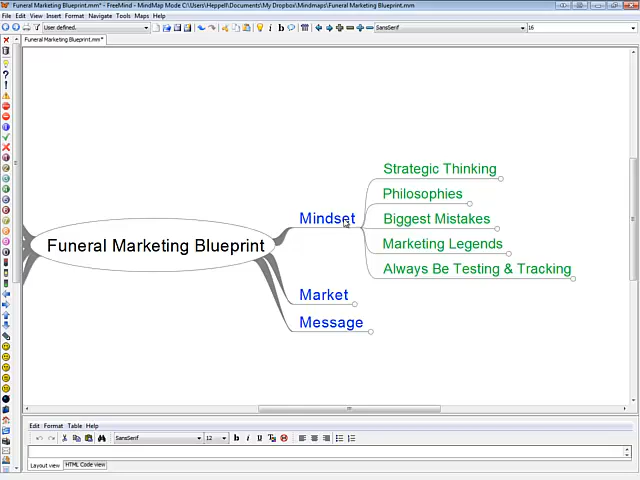 Funeral Marketing Blueprint.mm* - FreeMind - MindMap Mode C:\Users\Heppell\Documents\My Dropbox\Mindmaps\Funeral Marketing Blueprint.mm
File Edit View Insert Format Navigate Tools Maps Help
User defined.
SansSerif
16
Funeral Marketing Blueprint.mm*
Strategic Thinking
Philosophies
Mindset
Biggest Mistakes
Funeral Marketing Blueprint
Marketing Legends
Always Be Testing & Tracking
Market
Message
Edit Format Table Help
SansSerif
12
b i U
Layout view
HTML Code view